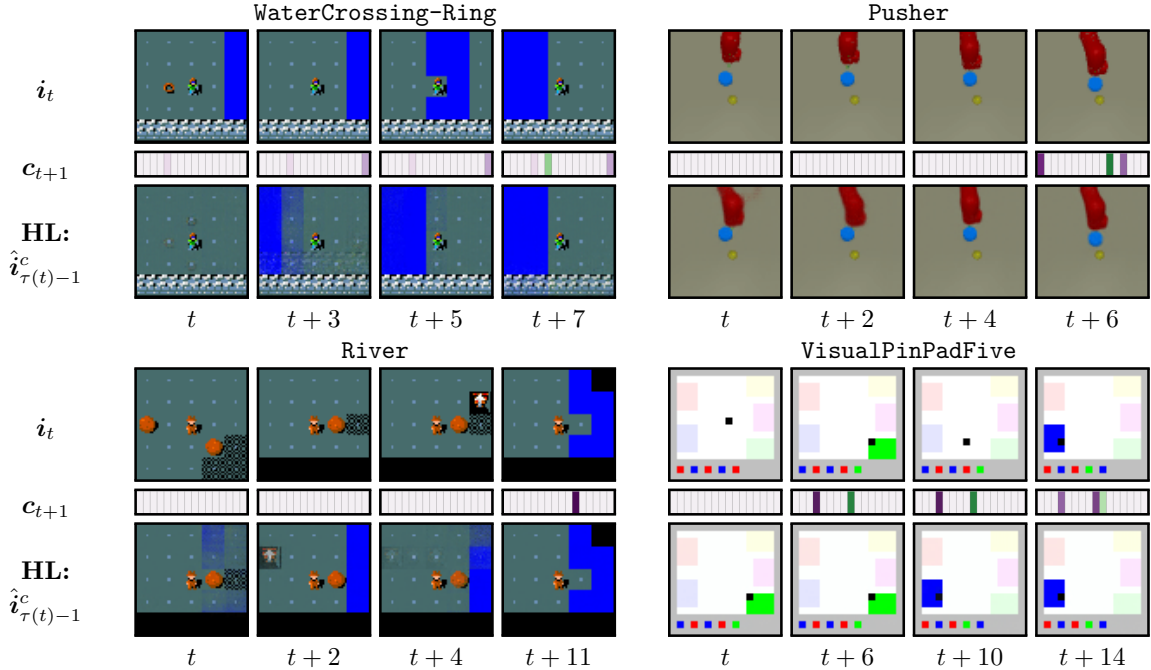 WaterCrossing-Ring
Pusher
i_t
c_{t+1}
HL:
î^c_{τ(t)−1}
t
t + 3
t + 5
t + 7
t
t + 2
t + 4
t + 6
River
VisualPinPadFive
i_t
c_{t+1}
HL:
î^c_{τ(t)−1}
t
t + 2
t + 4
t + 11
t
t + 6
t + 10
t + 14